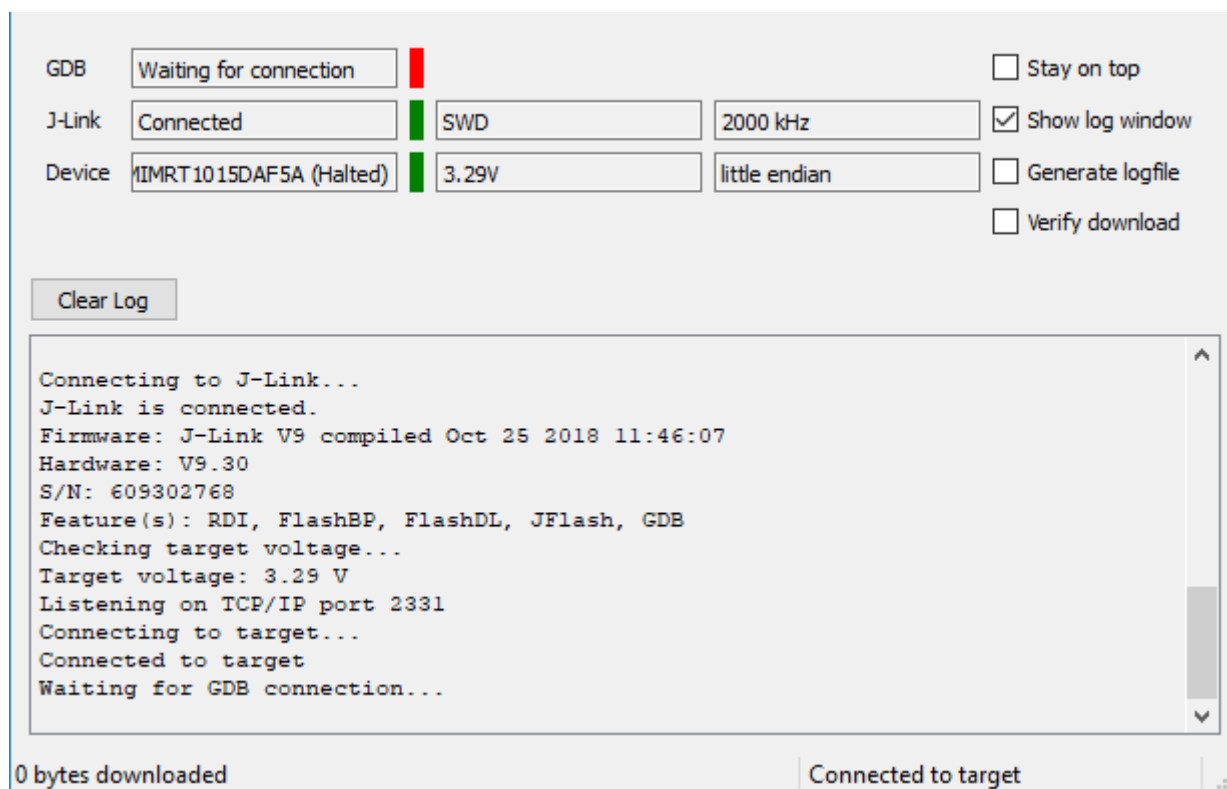 GDB Waiting for connection Stay on top
J-Link Connected SWD 2000 kHz Show log window
Device MIMRT1015DAF5A (Halted) 3.29V little endian Generate logfile
Verify download
Clear Log
Connecting to J-Link...
J-Link is connected.
Firmware: J-Link V9 compiled Oct 25 2018 11:46:07
Hardware: V9.30
S/N: 609302768
Feature(s): RDI, FlashBP, FlashDL, JFlash, GDB
Checking target voltage...
Target voltage: 3.29 V
Listening on TCP/IP port 2331
Connecting to target...
Connected to target
Waiting for GDB connection...
0 bytes downloaded Connected to target